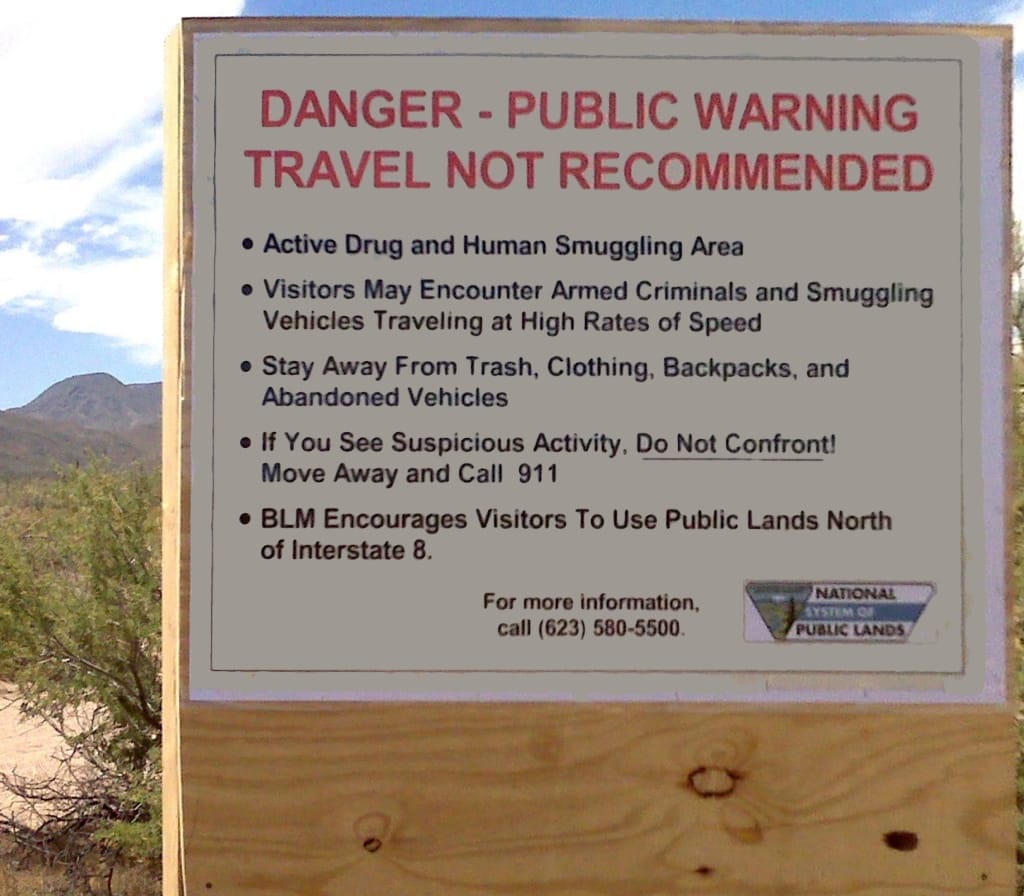 DANGER - PUBLIC WARNING
TRAVEL NOT RECOMMENDED
• Active Drug and Human Smuggling Area
• Visitors May Encounter Armed Criminals and Smuggling
Vehicles Traveling at High Rates of Speed
• Stay Away From Trash, Clothing, Backpacks, and
Abandoned Vehicles
• If You See Suspicious Activity, Do Not Confront!
Move Away and Call 911
• BLM Encourages Visitors To Use Public Lands North
of Interstate 8.
For more information,
call (623) 580-5500.
NATIONAL
SYSTEM OF
PUBLIC LANDS